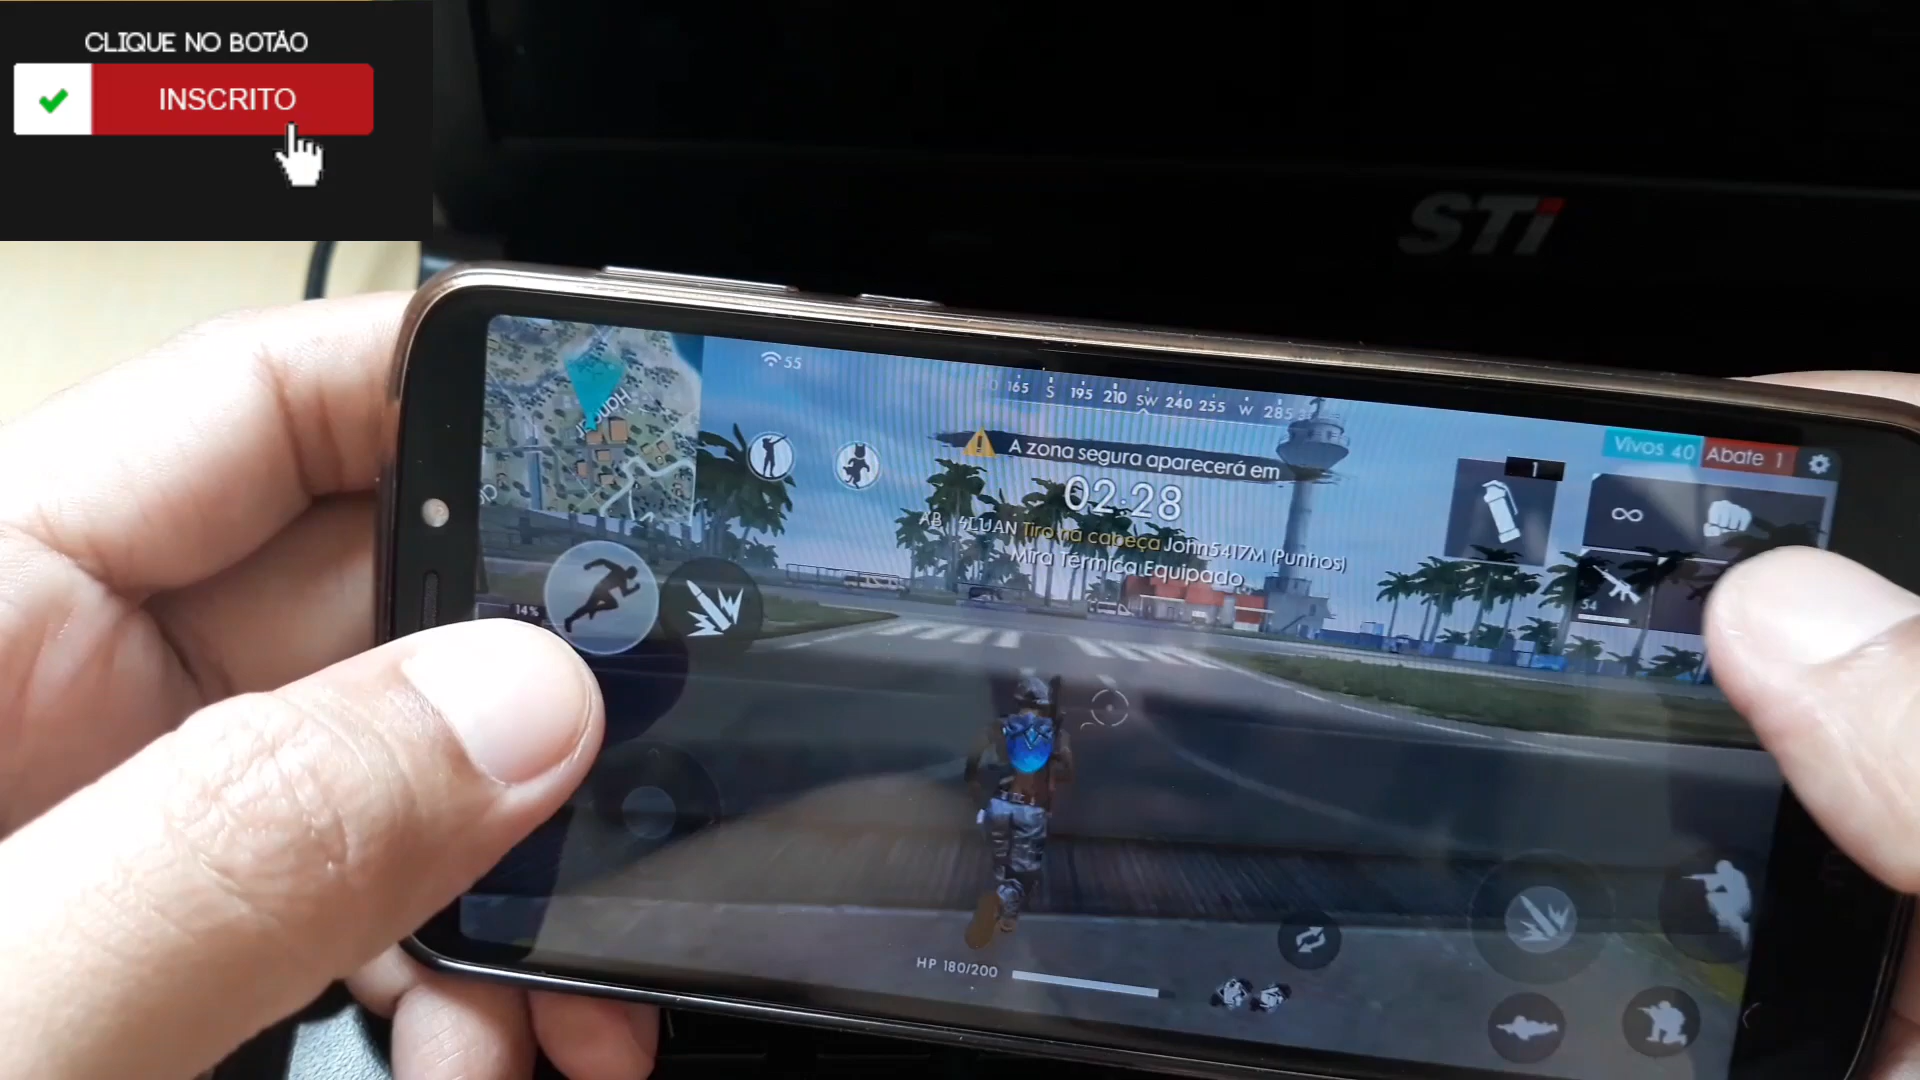 CLIQUE NO BOTÃO
INSCRITO
STi
55
165 S 195 210 SW 240 255 W 285
Vivos 40 Abate 1
A zona segura aparecerá em
02:28
4LUAN Tiro na cabeça John5417M (Punhos)
Mira Térmica Equipado
1
∞
54
14%
HP 180/200